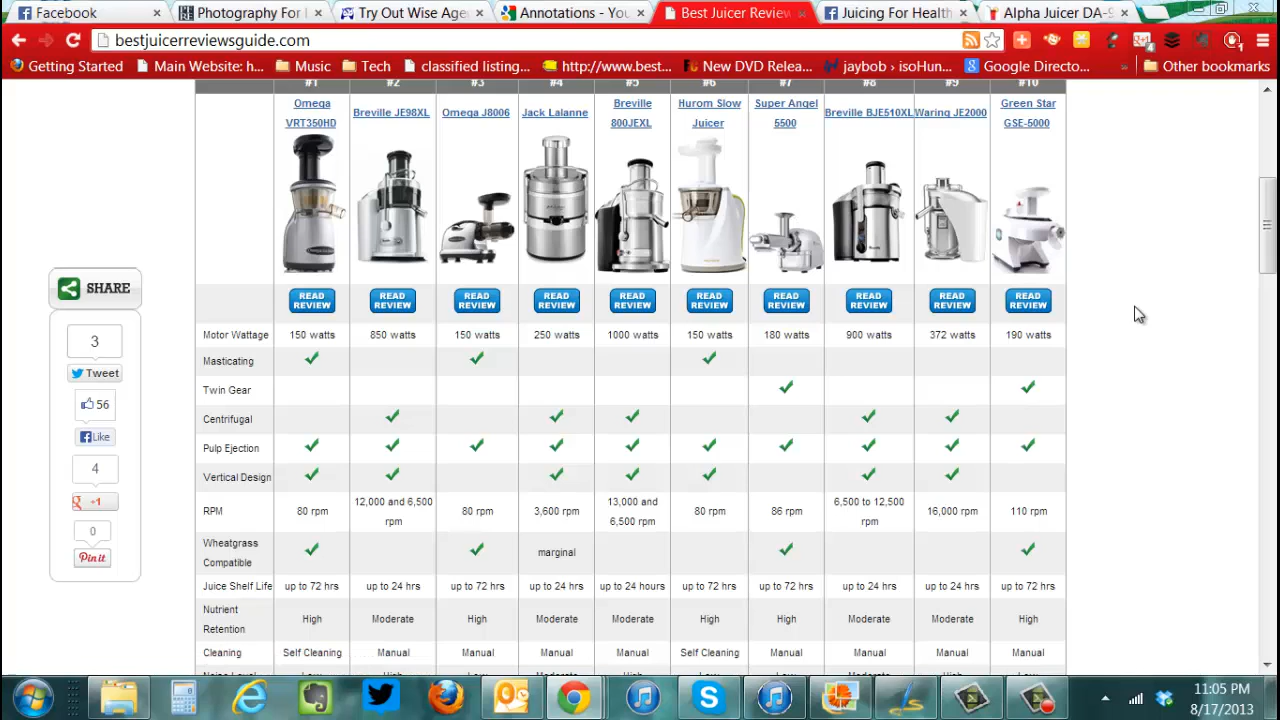 Facebook
Photography For
Try Out Wise Age
Annotations - You
Best Juicer Review
Juicing For Health
Alpha Juicer DA-9
bestjuicerreviewsguide.com
Getting Started
Main Website: h...
Music
Tech
classified listing...
http://www.best...
New DVD Relea...
jaybob › isoHun...
Google Directo...
Other bookmarks
#1 #2 #3 #4 #5 #6 #7 #8 #9 #10
Omega VRT350HD
Breville JE98XL
Omega J8006
Jack Lalanne
Breville 800JEXL
Hurom Slow Juicer
Super Angel 5500
Breville BJE510XL
Waring JE2000
Green Star GSE-5000
SHARE
READ REVIEW READ REVIEW READ REVIEW READ REVIEW READ REVIEW READ REVIEW READ REVIEW READ REVIEW READ REVIEW READ REVIEW
Motor Wattage 150 watts 850 watts 150 watts 250 watts 1000 watts 150 watts 180 watts 900 watts 372 watts 190 watts
3
Masticating
Tweet
Twin Gear
56
Centrifugal
Like
Pulp Ejection
4
Vertical Design
+1
RPM 80 rpm 12,000 and 6,500 rpm 80 rpm 3,600 rpm 13,000 and 6,500 rpm 80 rpm 86 rpm 6,500 to 12,500 rpm 16,000 rpm 110 rpm
0
Pin it
Wheatgrass Compatible marginal
Juice Shelf Life up to 72 hrs up to 24 hrs up to 72 hrs up to 24 hrs up to 24 hours up to 72 hrs up to 72 hrs up to 24 hrs up to 24 hrs up to 72 hrs
Nutrient Retention High Moderate High Moderate Moderate High High Moderate Moderate High
Cleaning Self Cleaning Manual Manual Manual Manual Self Cleaning Manual Manual Manual Manual
11:05 PM
8/17/2013